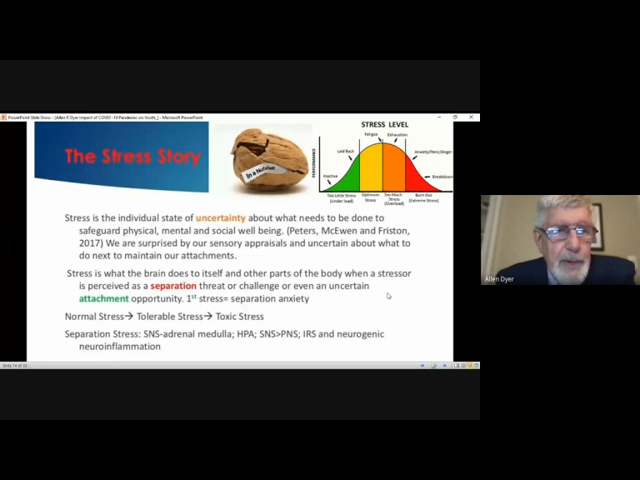 PowerPoint Slide Show - [Allen R Dyer Impact of COVID -19 Pandemic on Youth_] - Microsoft PowerPoint
The Stress Story
In a Nutshell
STRESS LEVEL
Fatigue
Exhaustion
Laid Back
Anxiety/Panic/Anger
Inactive
Breakdown
PERFORMANCE
Too Little Stress
(Under load)
Optimum
Stress
Too Much
Stress
(Overload)
Burn Out
(Extreme Stress)
Stress is the individual state of uncertainty about what needs to be done to
safeguard physical, mental and social well being. (Peters, McEwen and Friston,
2017) We are surprised by our sensory appraisals and uncertain about what to
do next to maintain our attachments.
Stress is what the brain does to itself and other parts of the body when a stressor
is perceived as a separation threat or challenge or even an uncertain
attachment opportunity. 1st stress= separation anxiety
Normal Stress→ Tolerable Stress→ Toxic Stress
Separation Stress: SNS-adrenal medulla; HPA; SNS>PNS; IRS and neurogenic
neuroinflammation
Allen Dyer